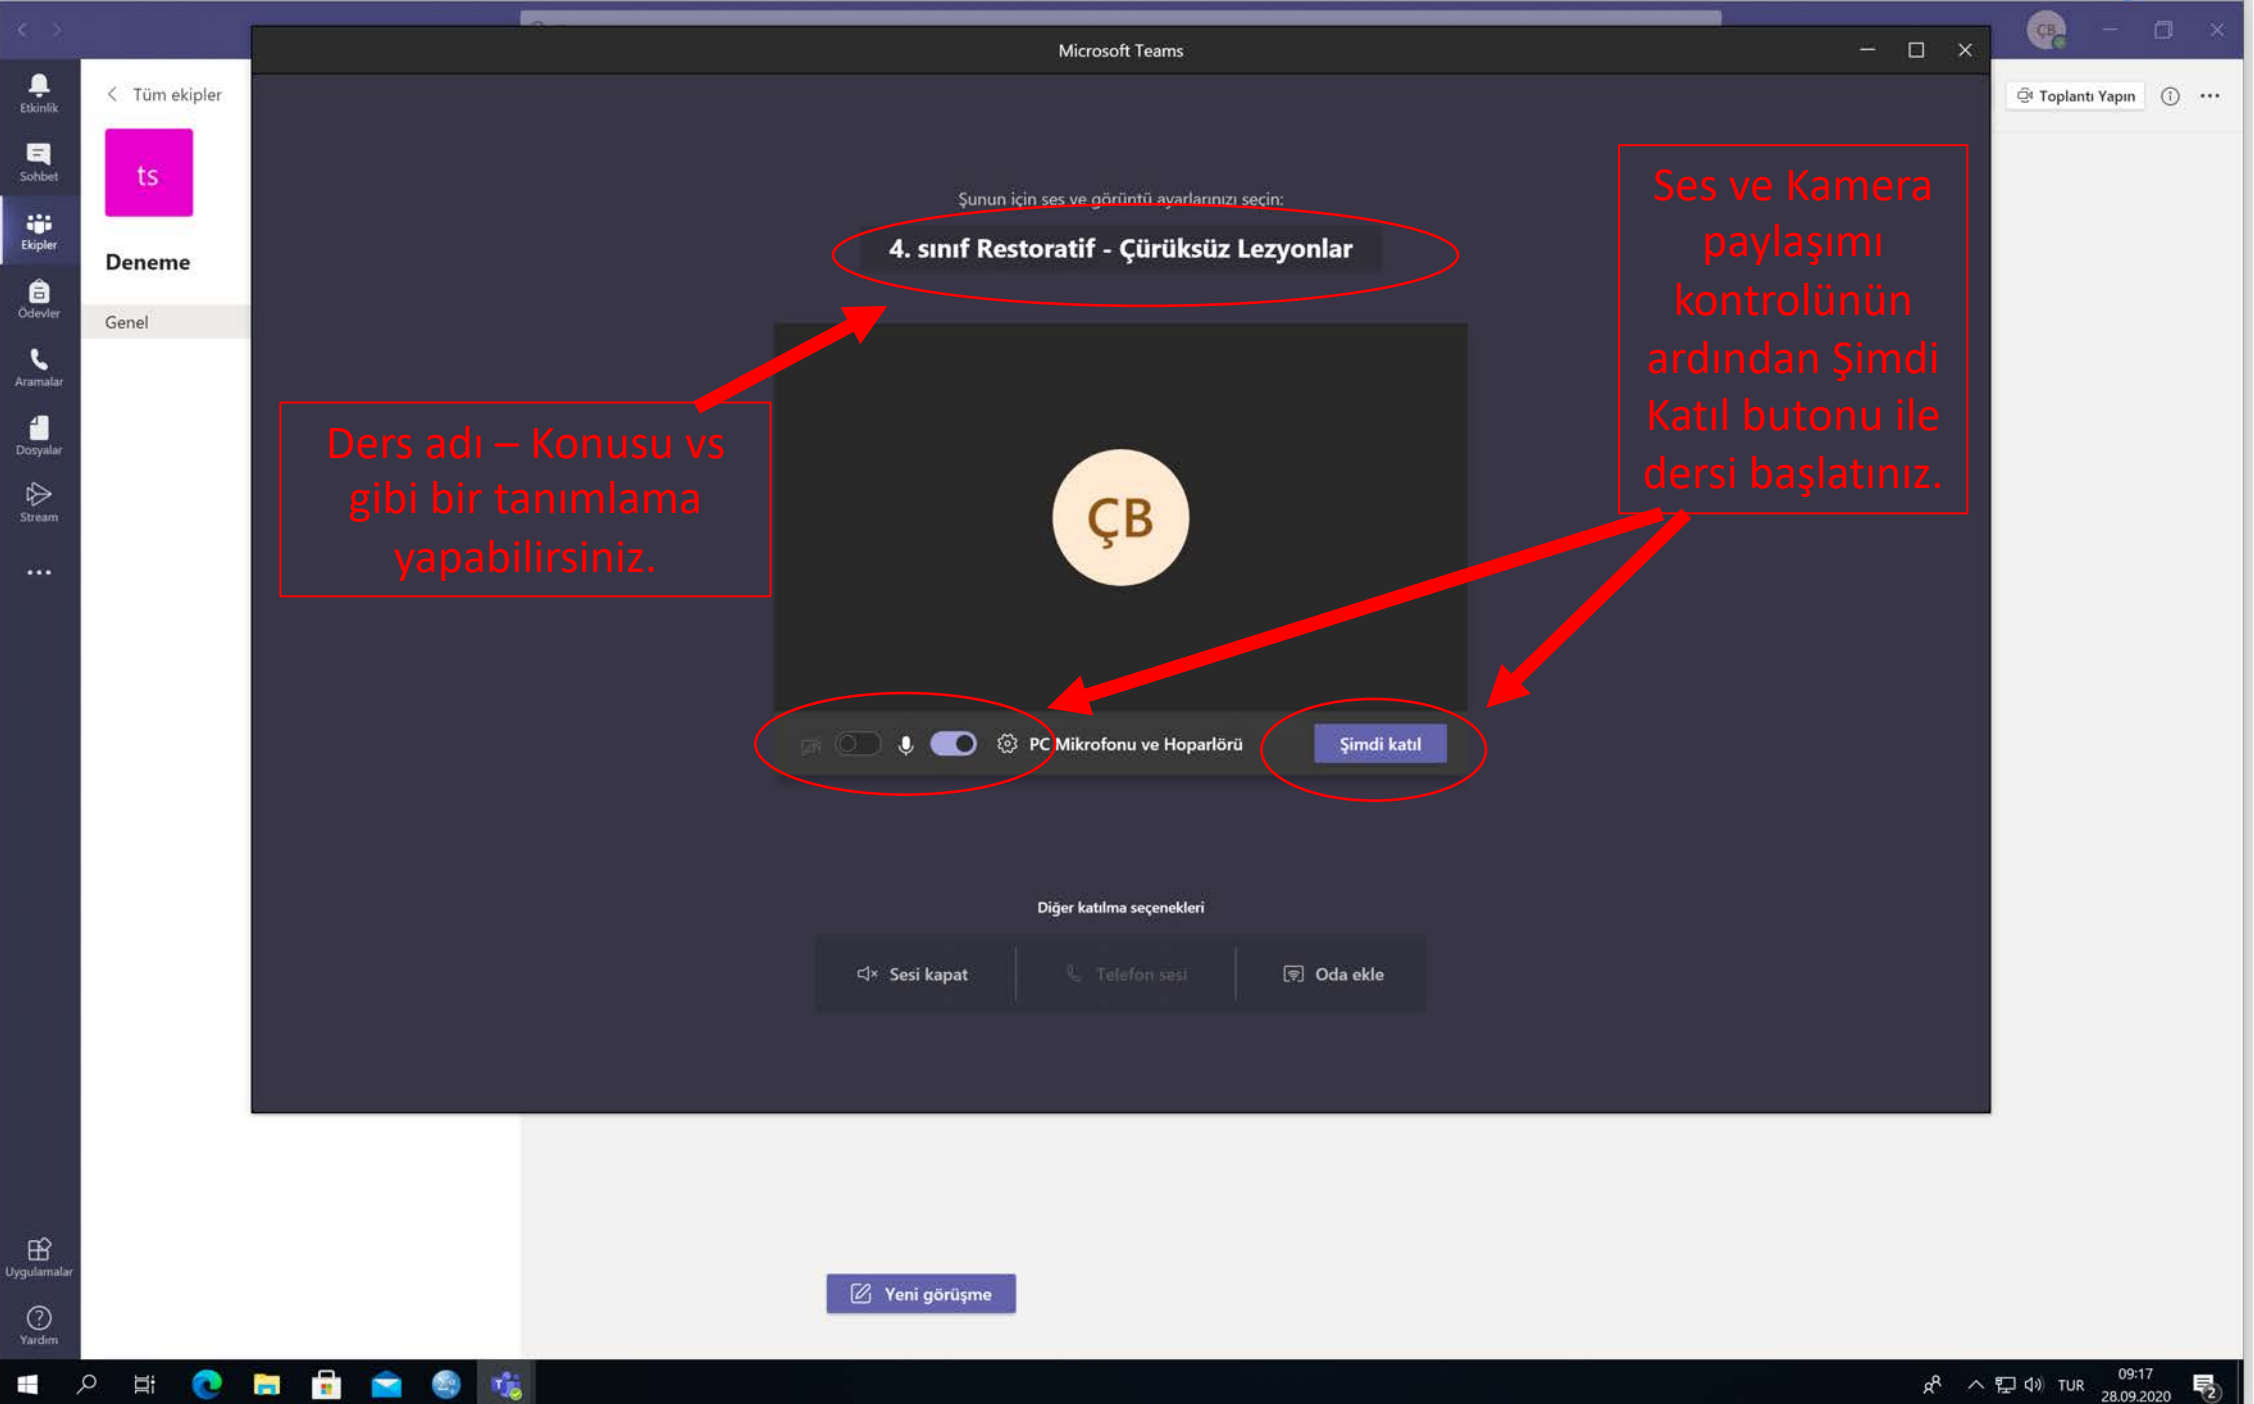 ÇB
Microsoft Teams
Etkinlik
Tüm ekipler
Toplantı Yapın
Sohbet
ts
Ekipler
Deneme
Ödevler
Genel
Aramalar
Dosyalar
Stream
Şunun için ses ve görüntü ayarlarınızı seçin:
4. sınıf Restoratif - Çürüksüz Lezyonlar
Ses ve Kamera
paylaşımı
kontrolünün
ardından Şimdi
Katıl butonu ile
dersi başlatınız.
Ders adı – Konusu vs
gibi bir tanımlama
yapabilirsiniz.
ÇB
PC Mikrofonu ve Hoparlörü
Şimdi katıl
Diğer katılma seçenekleri
Sesi kapat
Telefon sesi
Oda ekle
Uygulamalar
Yeni görüşme
Yardım
TUR
09:17
28.09.2020
2